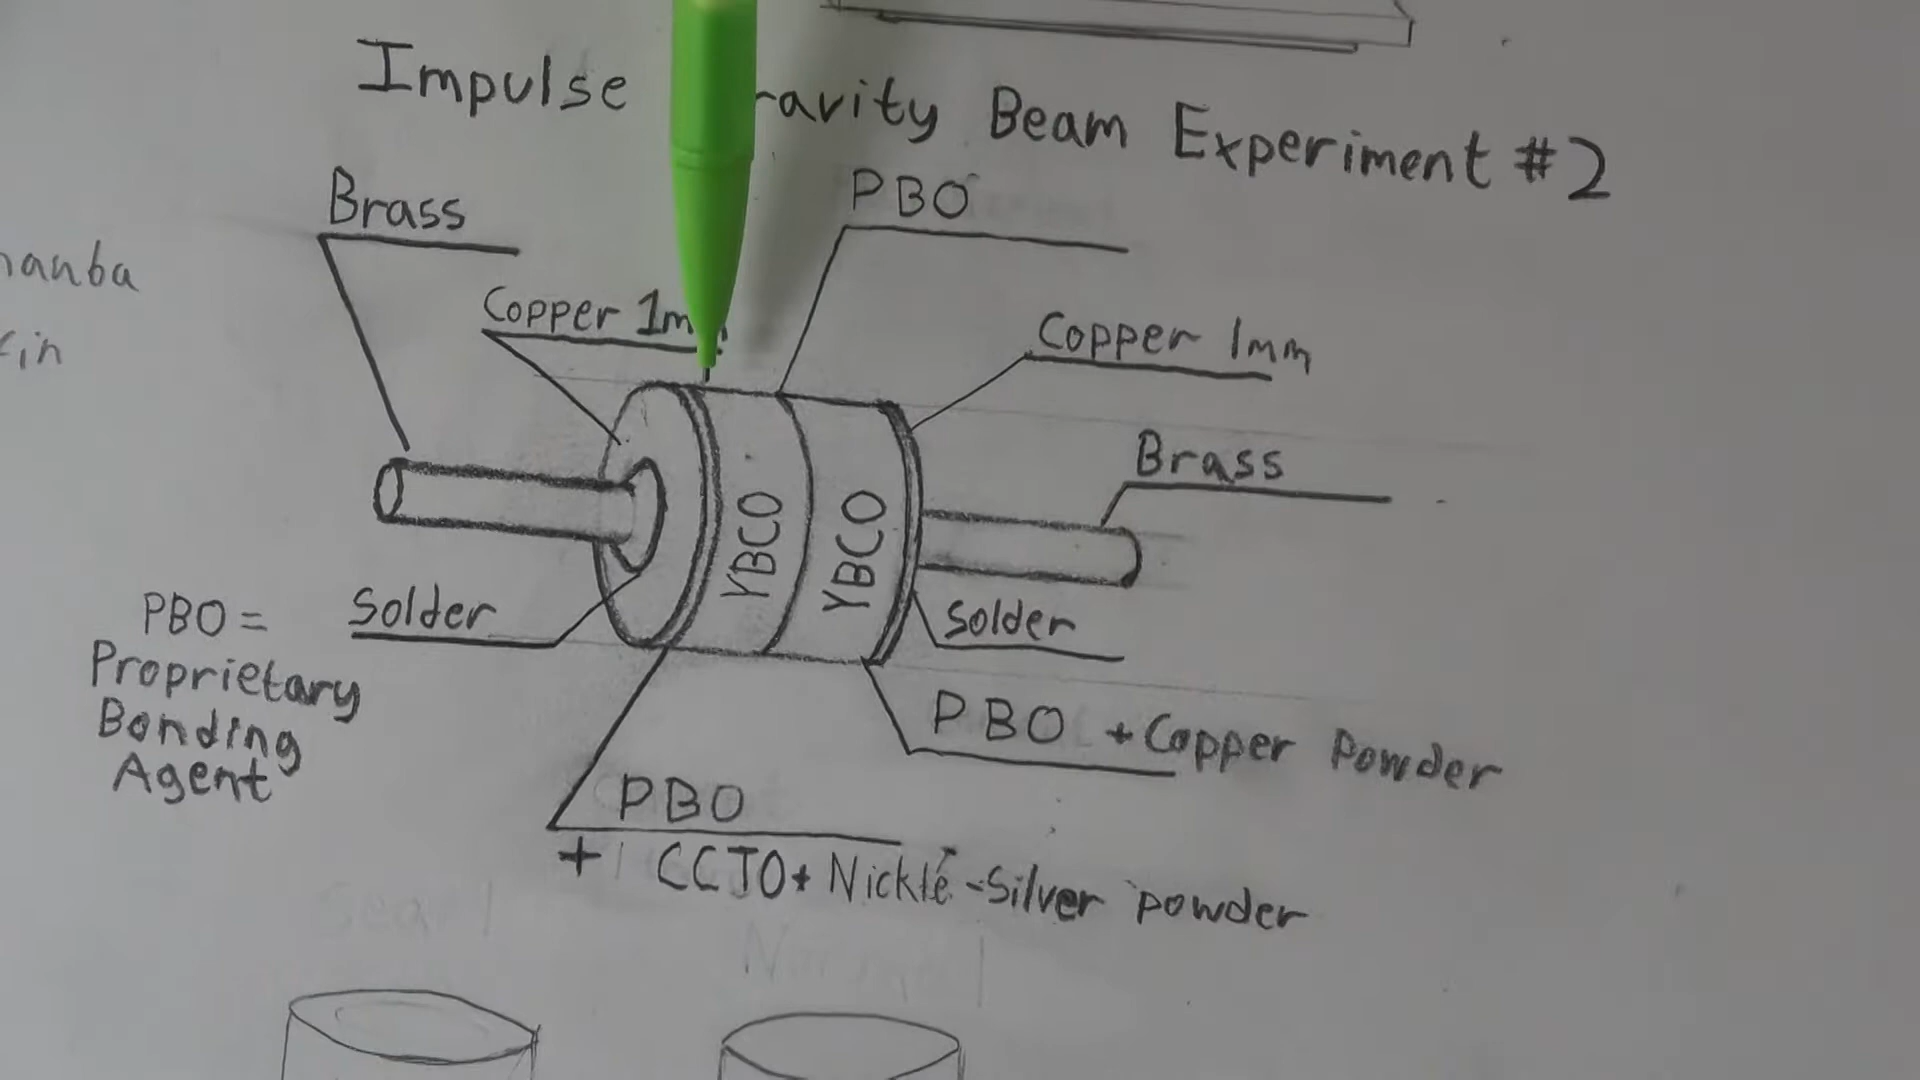 Impulse ravity Beam Experiment #2
Brass
PBO
Copper 1m
Copper 1mm
Brass
YBCO
YBCO
PBO =
Proprietary
Bonding
Agent
Solder
Solder
PBO + Copper Powder
PBO
+ CCTO + Nickle-Silver powder